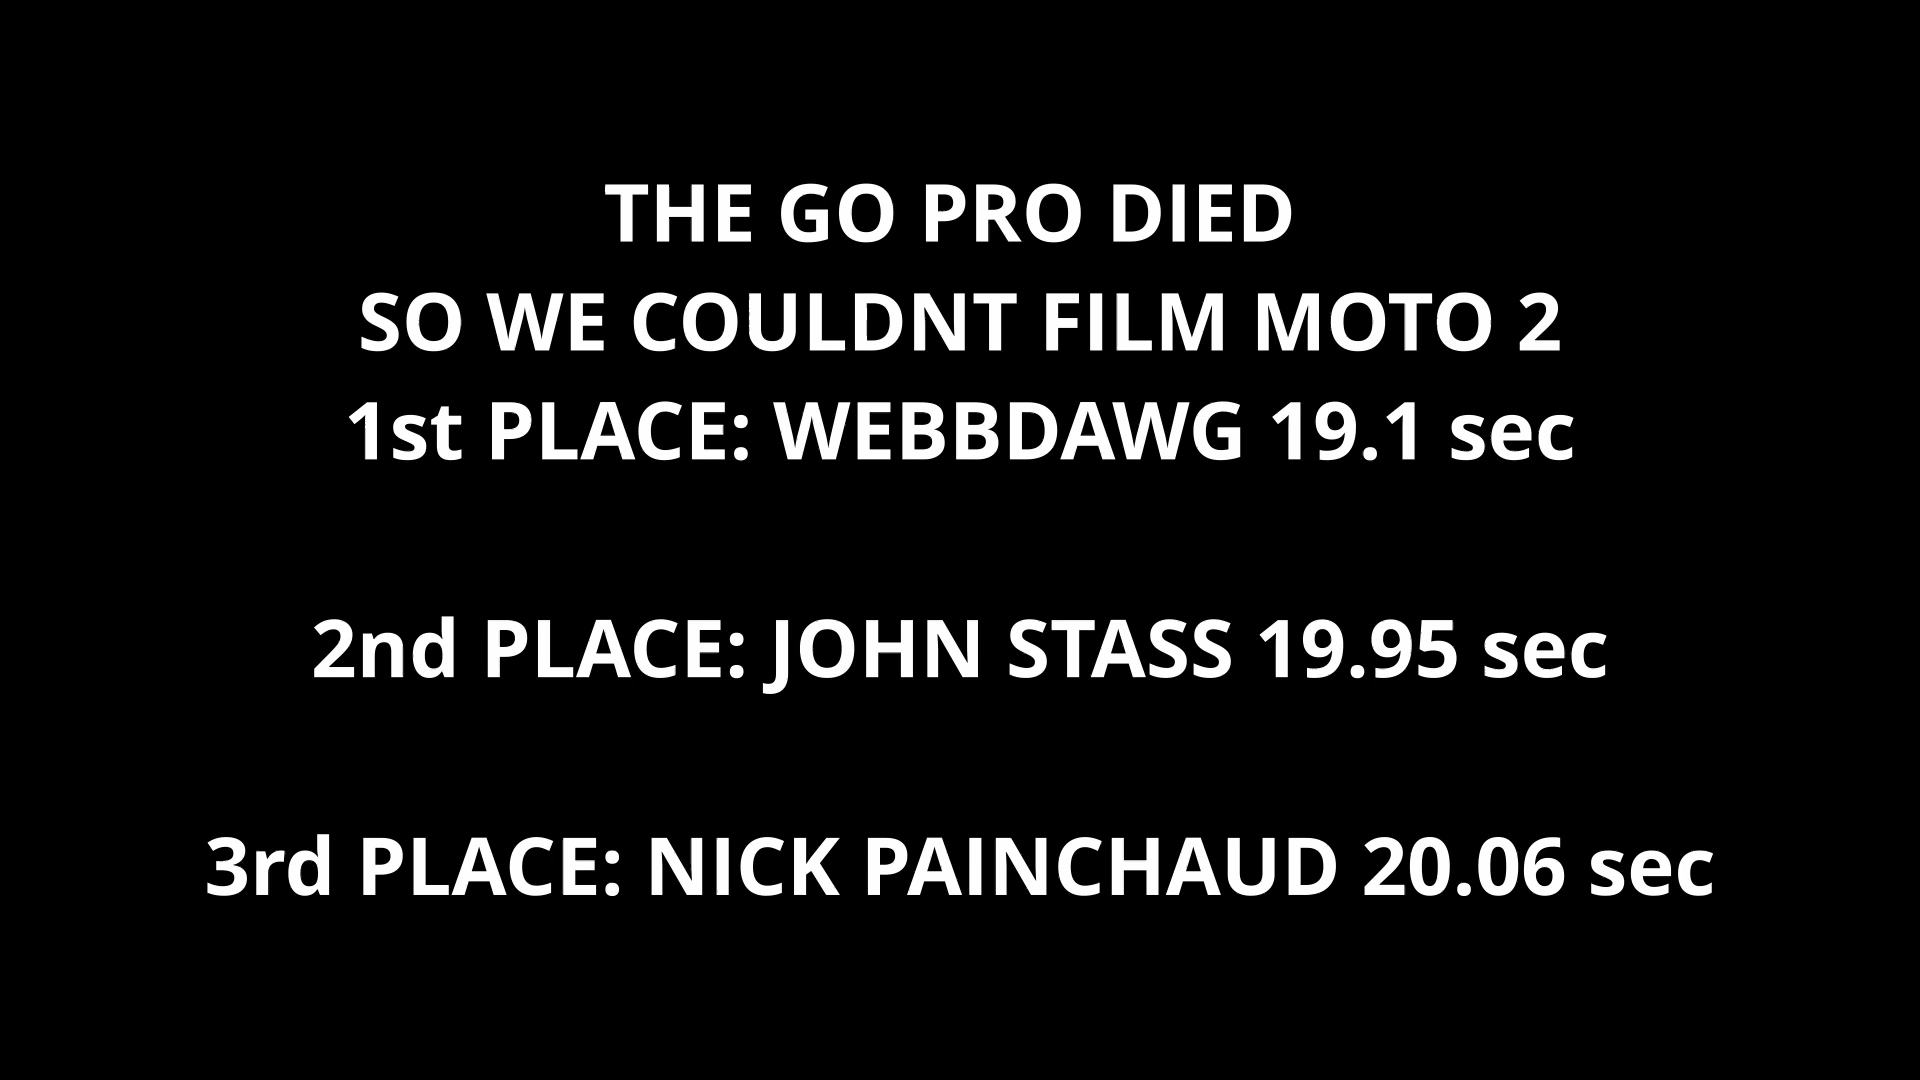 THE GO PRO DIED
SO WE COULDNT FILM MOTO 2
1st PLACE: WEBBDAWG 19.1 sec
2nd PLACE: JOHN STASS 19.95 sec
3rd PLACE: NICK PAINCHAUD 20.06 sec